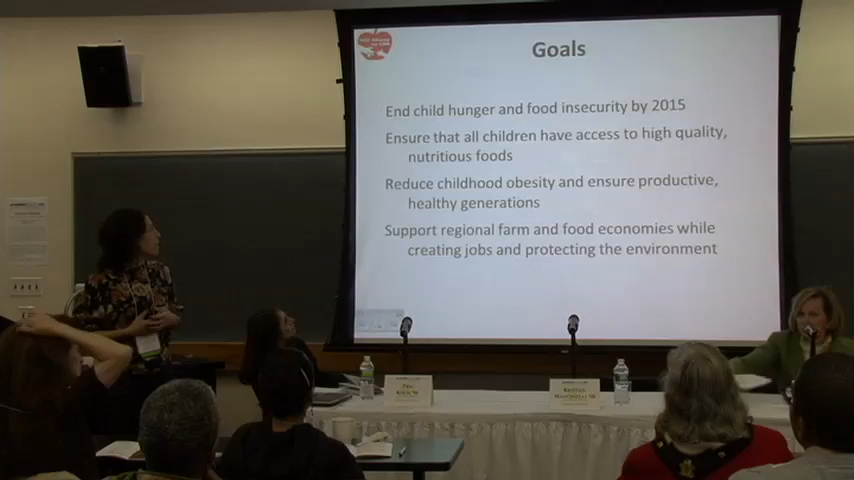 Goals
End child hunger and food insecurity by 2015
Ensure that all children have access to high quality,
nutritious foods
Reduce childhood obesity and ensure productive,
healthy generations
Support regional farm and food economies while
creating jobs and protecting the environment